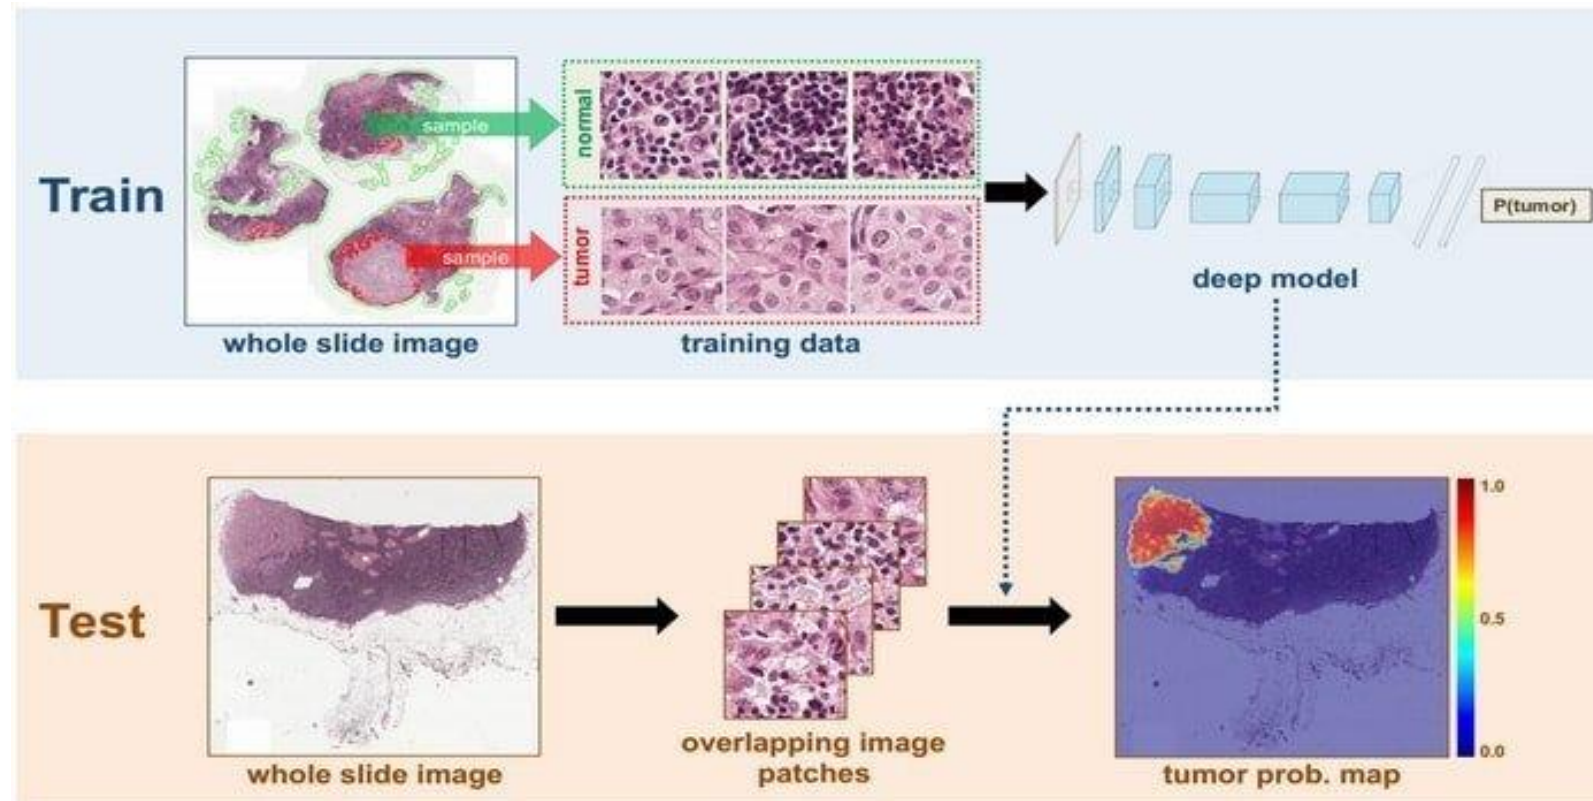 Train
sample
sample
whole slide image
normal
tumor
training data
P(tumor)
deep model
Test
whole slide image
overlapping image
patches
1.0
0.5
0.0
tumor prob. map